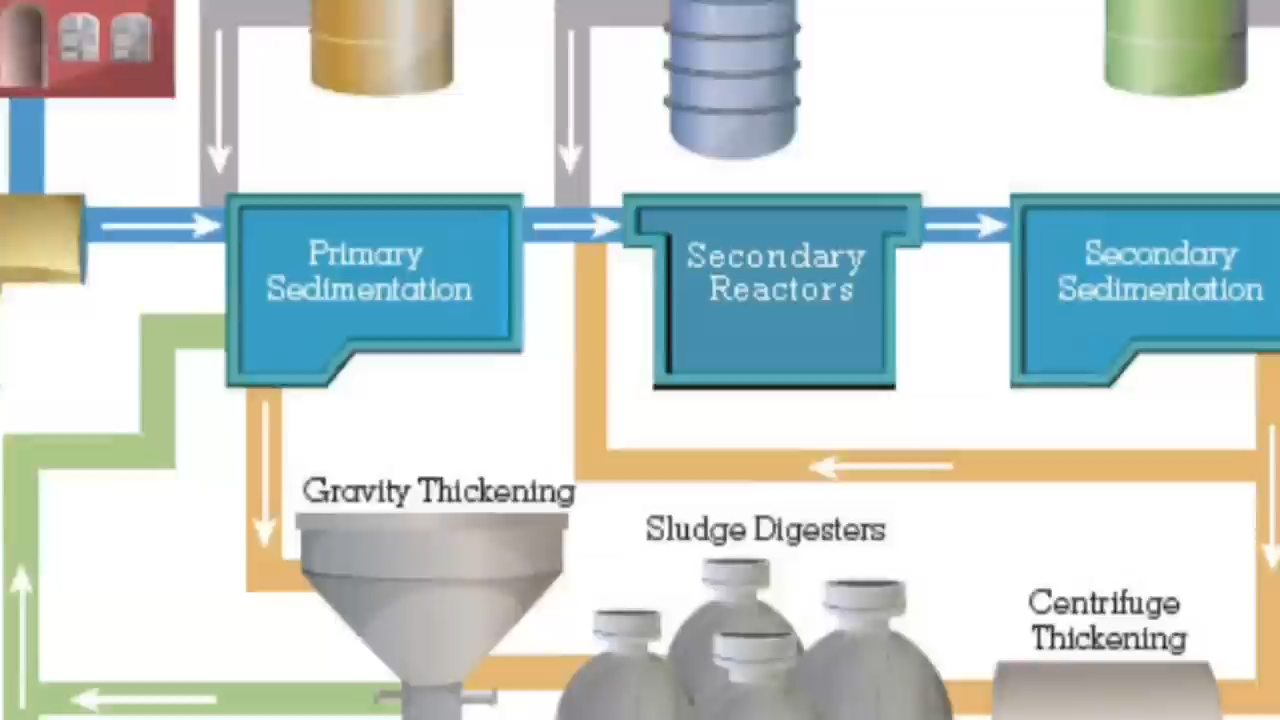 Primary
Sedimentation
Secondary
Reactors
Secondary
Sedimentation
Gravity Thickening
Sludge Digesters
Centrifuge
Thickening